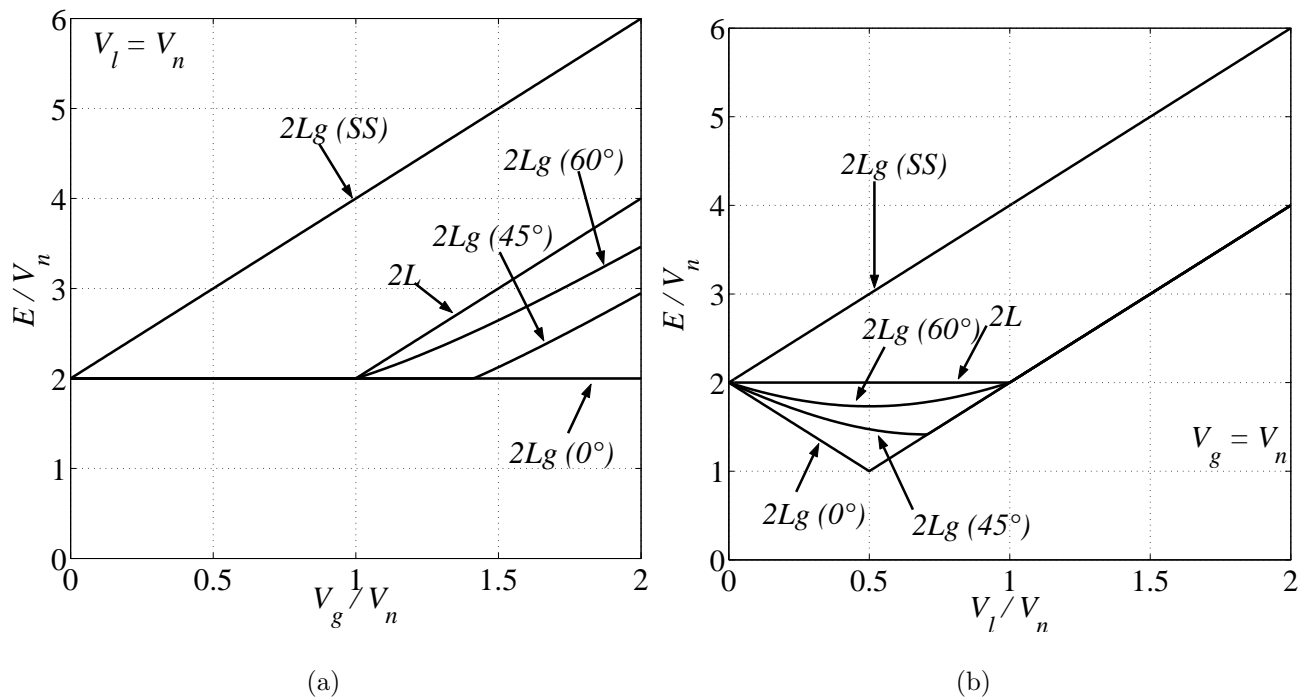 V_l = V_n
2Lg (SS)
2Lg (60°)
2Lg (45°)
2L
2Lg (0°)
E / V_n
6
5
4
3
2
1
0
0 0.5 1 1.5 2
V_g / V_n
(a)
2Lg (SS)
2Lg (60°)
2L
V_g = V_n
2Lg (0°)
2Lg (45°)
E / V_n
6
5
4
3
2
1
0
0 0.5 1 1.5 2
V_l / V_n
(b)